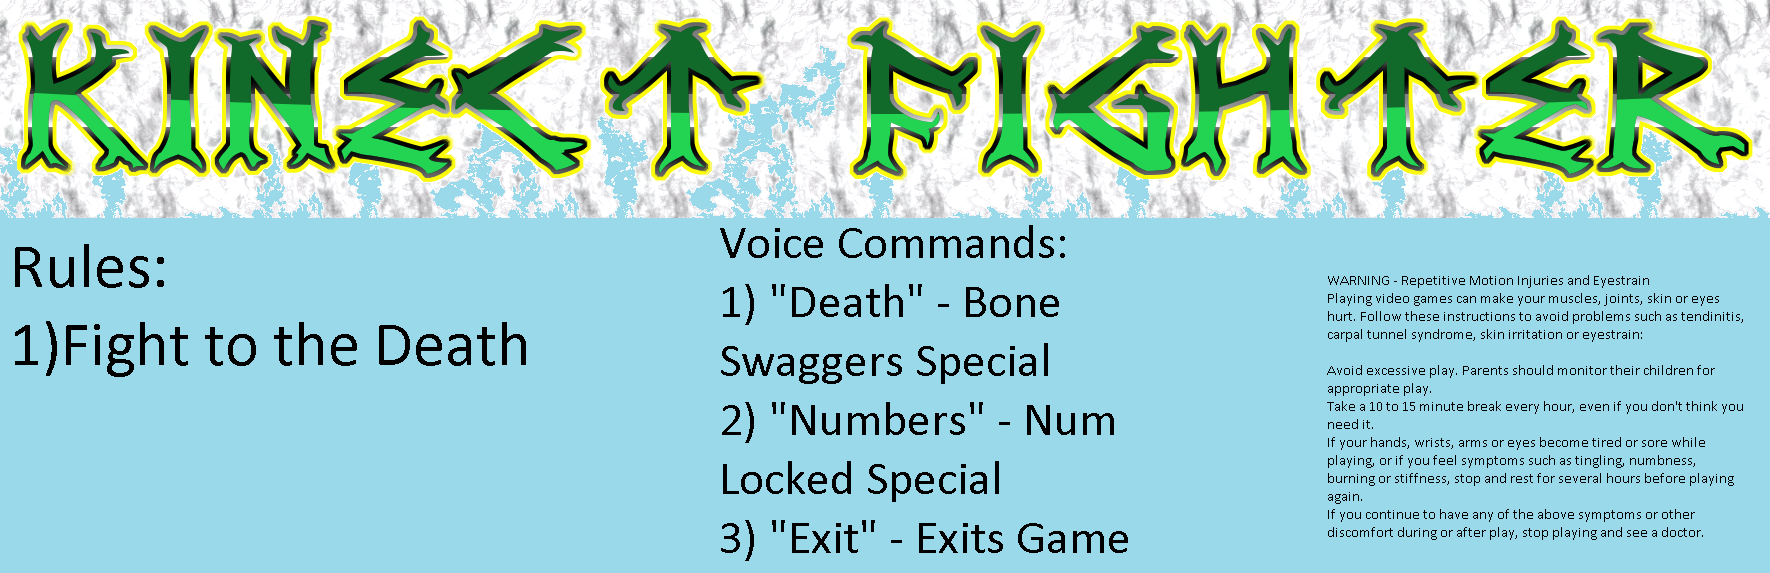 KINECT FIGHTER
Rules:
1)Fight to the Death
Voice Commands:
1) "Death" - Bone
Swaggers Special
2) "Numbers" - Num
Locked Special
3) "Exit" - Exits Game
WARNING - Repetitive Motion Injuries and Eyestrain
Playing video games can make your muscles, joints, skin or eyes
hurt. Follow these instructions to avoid problems such as tendinitis,
carpal tunnel syndrome, skin irritation or eyestrain:
Avoid excessive play. Parents should monitor their children for
appropriate play.
Take a 10 to 15 minute break every hour, even if you don't think you
need it.
If your hands, wrists, arms or eyes become tired or sore while
playing, or if you feel symptoms such as tingling, numbness,
burning or stiffness, stop and rest for several hours before playing
again.
If you continue to have any of the above symptoms or other
discomfort during or after play, stop playing and see a doctor.